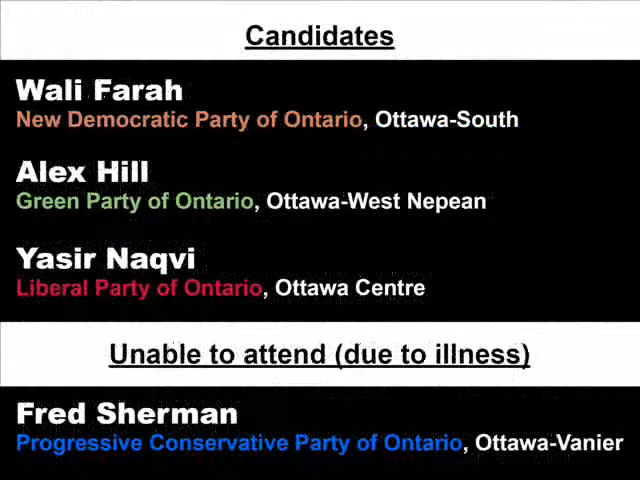 Candidates
Wali Farah
New Democratic Party of Ontario, Ottawa-South
Alex Hill
Green Party of Ontario, Ottawa-West Nepean
Yasir Naqvi
Liberal Party of Ontario, Ottawa Centre
Unable to attend (due to illness)
Fred Sherman
Progressive Conservative Party of Ontario, Ottawa-Vanier